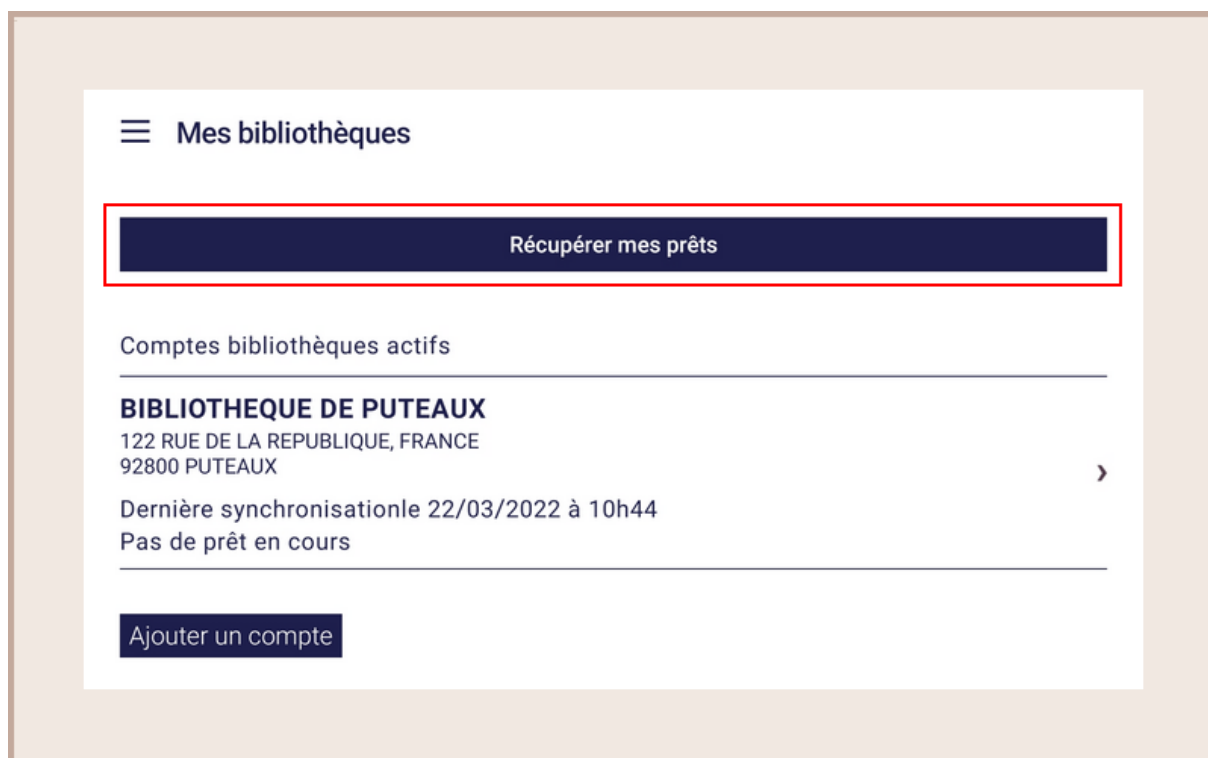 Mes bibliothèques
Récupérer mes prêts
Comptes bibliothèques actifs
BIBLIOTHEQUE DE PUTEAUX
122 RUE DE LA REPUBLIQUE, FRANCE
92800 PUTEAUX
Dernière synchronisationle 22/03/2022 à 10h44
Pas de prêt en cours
Ajouter un compte